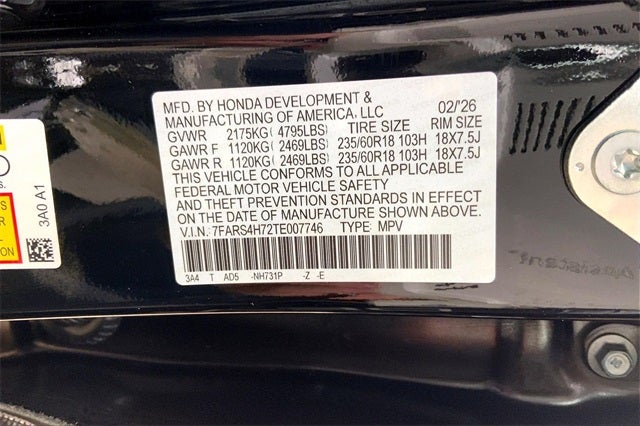 MFD. BY HONDA DEVELOPMENT &
MANUFACTURING OF AMERICA, LLC 02/'26
GVWR 2175KG( 4795LBS) TIRE SIZE RIM SIZE
GAWR F 1120KG( 2469LBS) 235/60R18 103H 18X7.5J
GAWR R 1120KG( 2469LBS) 235/60R18 103H 18X7.5J
THIS VEHICLE CONFORMS TO ALL APPLICABLE
FEDERAL MOTOR VEHICLE SAFETY
AND THEFT PREVENTION STANDARDS IN EFFECT
ON THE DATE OF MANUFACTURE SHOWN ABOVE.
V.I.N.: 7FARS4H72TE007746 TYPE: MPV
3A4 T AD5 -NH731P -Z -E
3A0 A1